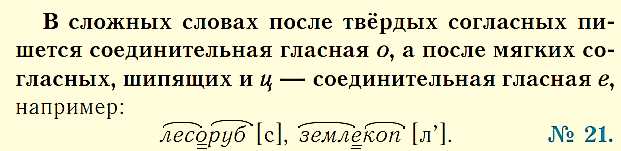 В сложных словах после твёрдых согласных пи-
шется соединительная гласная о, а после мягких со-
гласных, шипящих и ц — соединительная гласная е,
например:
лесоруб [с], землекоп [л’]. № 21.